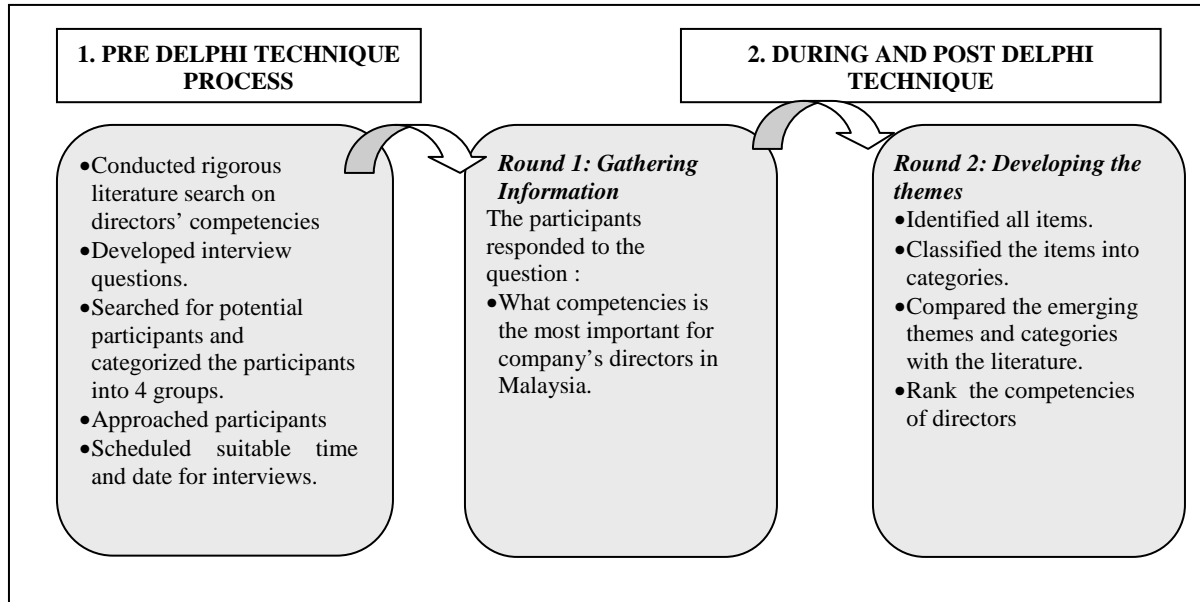 1. PRE DELPHI TECHNIQUE
PROCESS
2. DURING AND POST DELPHI
TECHNIQUE
•Conducted rigorous
literature search on
directors’ competencies
•Developed interview
questions.
•Searched for potential
participants and
categorized the participants
into 4 groups.
•Approached participants
•Scheduled suitable time
and date for interviews.
Round 1: Gathering
Information
The participants
responded to the
question :
•What competencies is
the most important for
company’s directors in
Malaysia.
Round 2: Developing the
themes
•Identified all items.
•Classified the items into
categories.
•Compared the emerging
themes and categories
with the literature.
•Rank the competencies
of directors